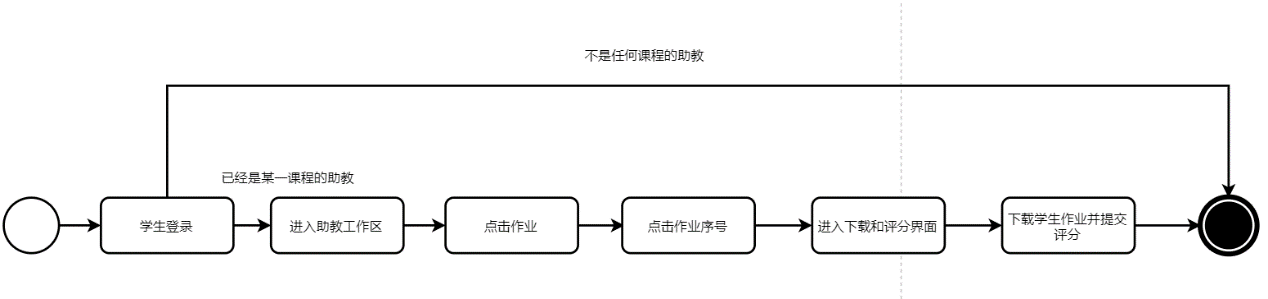 不是任何课程的助教
已经是某一课程的助教
学生登录
进入助教工作区
点击作业
点击作业序号
进入下载和评分界面
下载学生作业并提交
评分